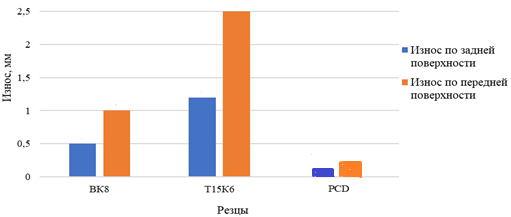 2,5
2
1,5
1
0,5
0
Износ, мм
ВК8
Т15К6
PCD
Резцы
Износ по задней
поверхности
Износ по передней
поверхности